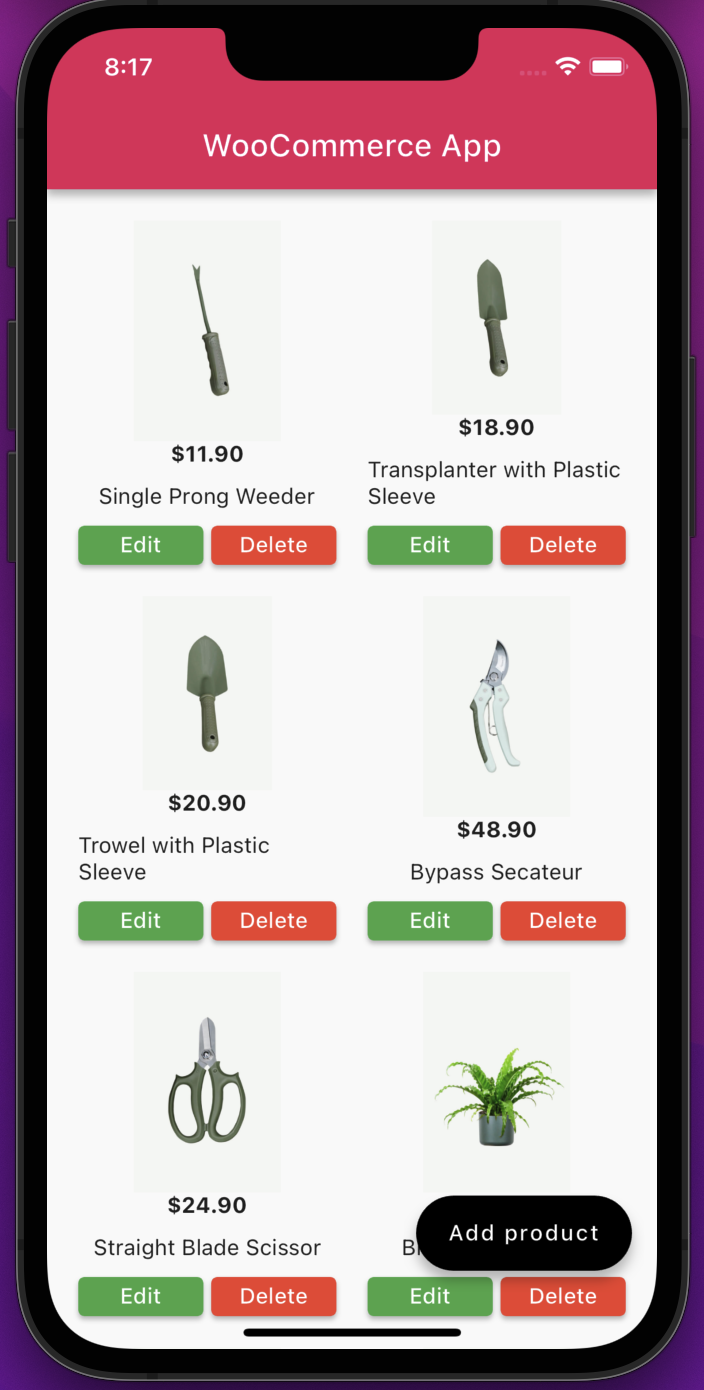 8:17
WooCommerce App
$11.90
Single Prong Weeder
Edit
Delete
$18.90
Transplanter with Plastic
Sleeve
Edit
Delete
$20.90
Trowel with Plastic
Sleeve
Edit
Delete
$48.90
Bypass Secateur
Edit
Delete
$24.90
Straight Blade Scissor
Edit
Delete
Add product
Edit
Delete